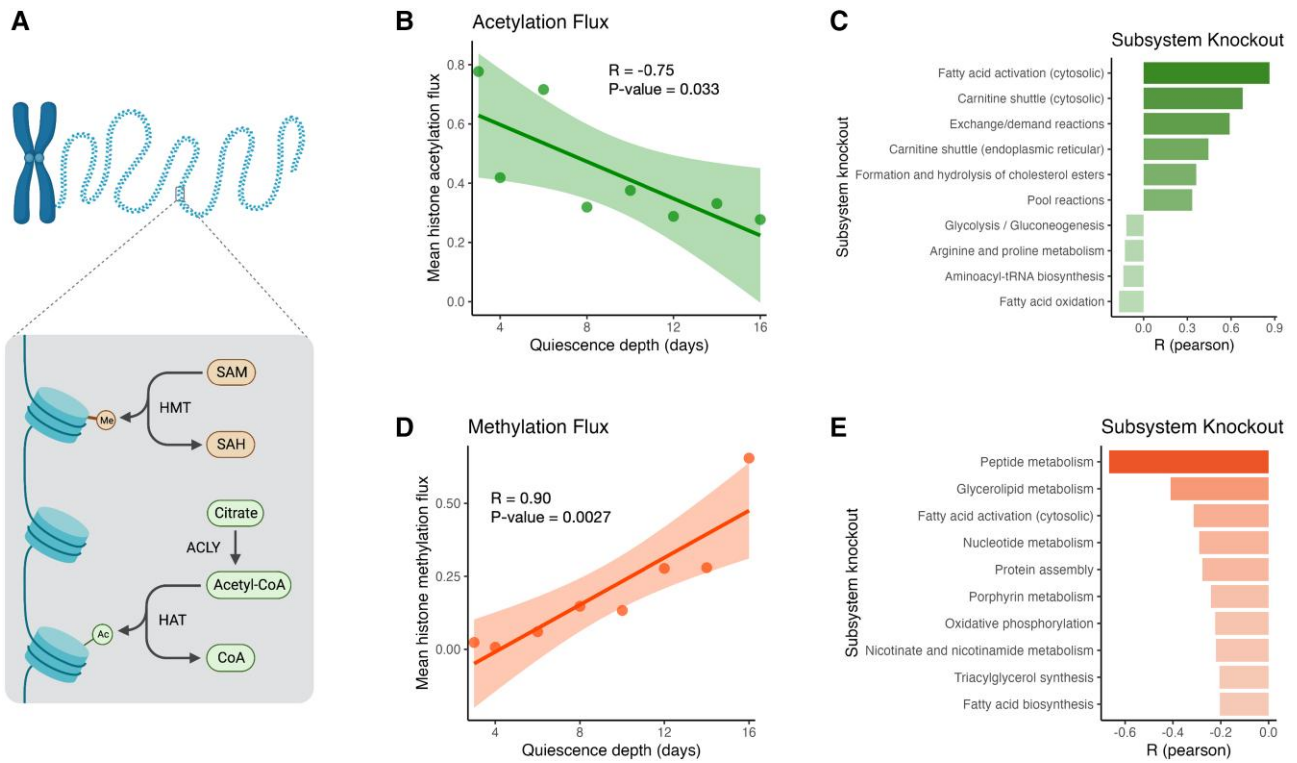 A
Me
SAM
HMT
SAH
Citrate
ACLY
Acetyl-CoA
Ac
HAT
CoA
B
Acetylation Flux
R = -0.75
P-value = 0.033
Mean histone acetylation flux
0.8
0.6
0.4
0.2
0.0
4
8
12
16
Quiescence depth (days)
C
Subsystem Knockout
Subsystem knockout
Fatty acid activation (cytosolic)
Carnitine shuttle (cytosolic)
Exchange/demand reactions
Carnitine shuttle (endoplasmic reticular)
Formation and hydrolysis of cholesterol esters
Pool reactions
Glycolysis / Gluconeogenesis
Arginine and proline metabolism
Aminoacyl-tRNA biosynthesis
Fatty acid oxidation
0.0
0.3
0.6
0.9
R (pearson)
D
Methylation Flux
R = 0.90
P-value = 0.0027
Mean histone methylation flux
0.50
0.25
0.00
4
8
12
16
Quiescence depth (days)
E
Subsystem Knockout
Subsystem knockout
Peptide metabolism
Glycerolipid metabolism
Fatty acid activation (cytosolic)
Nucleotide metabolism
Protein assembly
Porphyrin metabolism
Oxidative phosphorylation
Nicotinate and nicotinamide metabolism
Triacylglycerol synthesis
Fatty acid biosynthesis
-0.6
-0.4
-0.2
0.0
R (pearson)